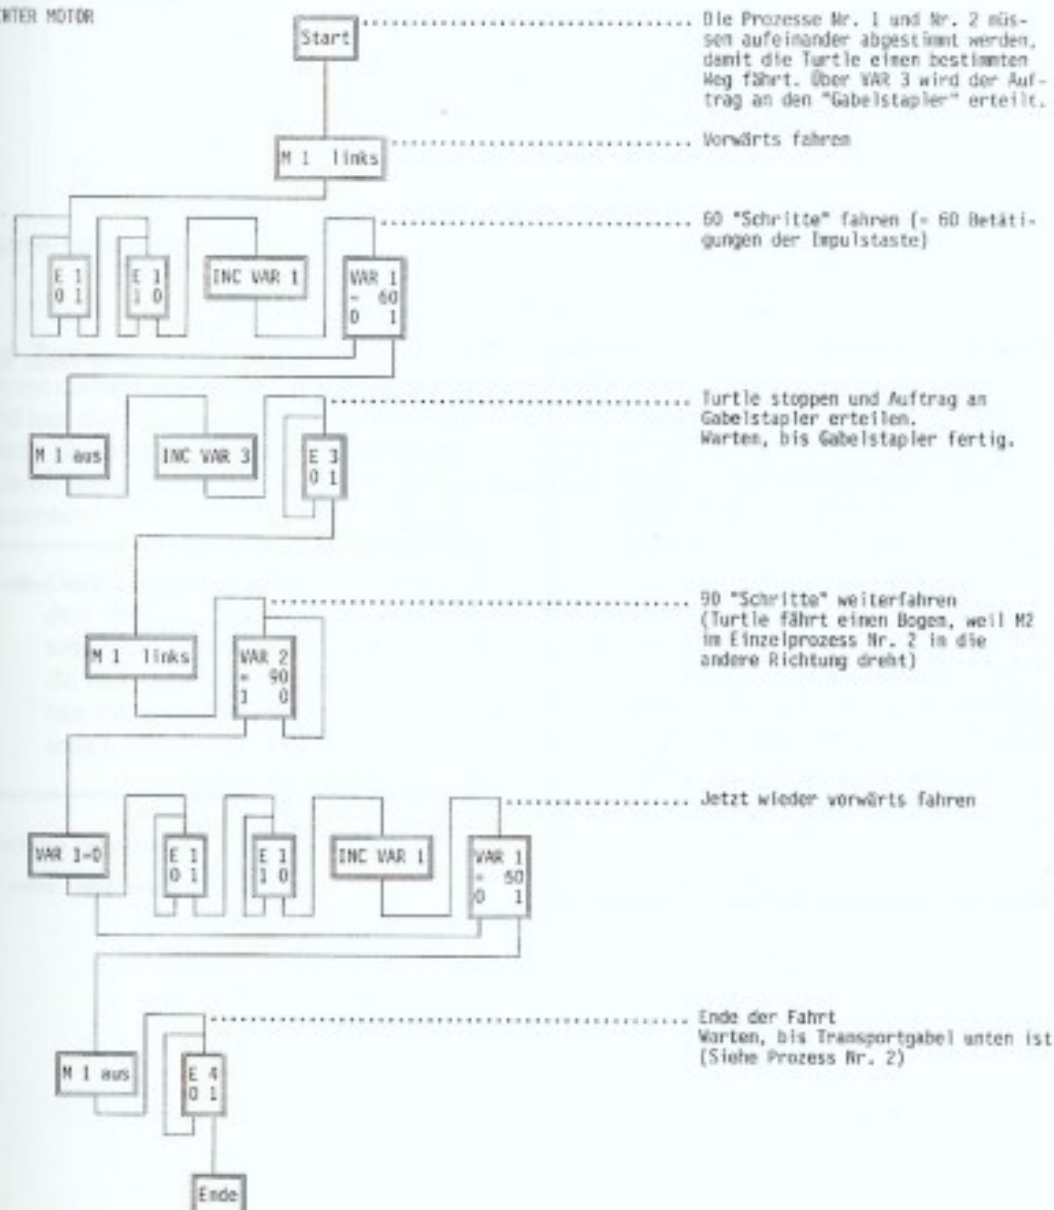 HTER MOTOR
Start
Die Prozesse Nr. 1 und Nr. 2 müs-
sen aufeinander abgestimmt werden,
damit die Turtle einen bestimmten
Weg fährt. Über VAR 3 wird der Auf-
trag an den "Gabelstapler" erteilt.
M 1 links
Vorwärts fahren
60 "Schritte" fahren (= 60 Betäti-
gungen der Impulstaste)
E 1
0 1
E 1
1 0
INC VAR 1
VAR 1
= 60
0 1
Turtle stoppen und Auftrag an
Gabelstapler erteilen.
Warten, bis Gabelstapler fertig.
M 1 aus
INC VAR 3
E 3
0 1
90 "Schritte" weiterfahren
(Turtle fährt einen Bogen, weil M2
im Einzelprozess Nr. 2 in die
andere Richtung dreht)
M 1 links
VAR 2
= 90
1 0
Jetzt wieder vorwärts fahren
VAR 1=0
E 1
0 1
E 1
1 0
INC VAR 1
VAR 1
= 60
0 1
Ende der Fahrt
Warten, bis Transportgabel unten ist
(Siehe Prozess Nr. 2)
M 1 aus
E 4
0 1
Ende